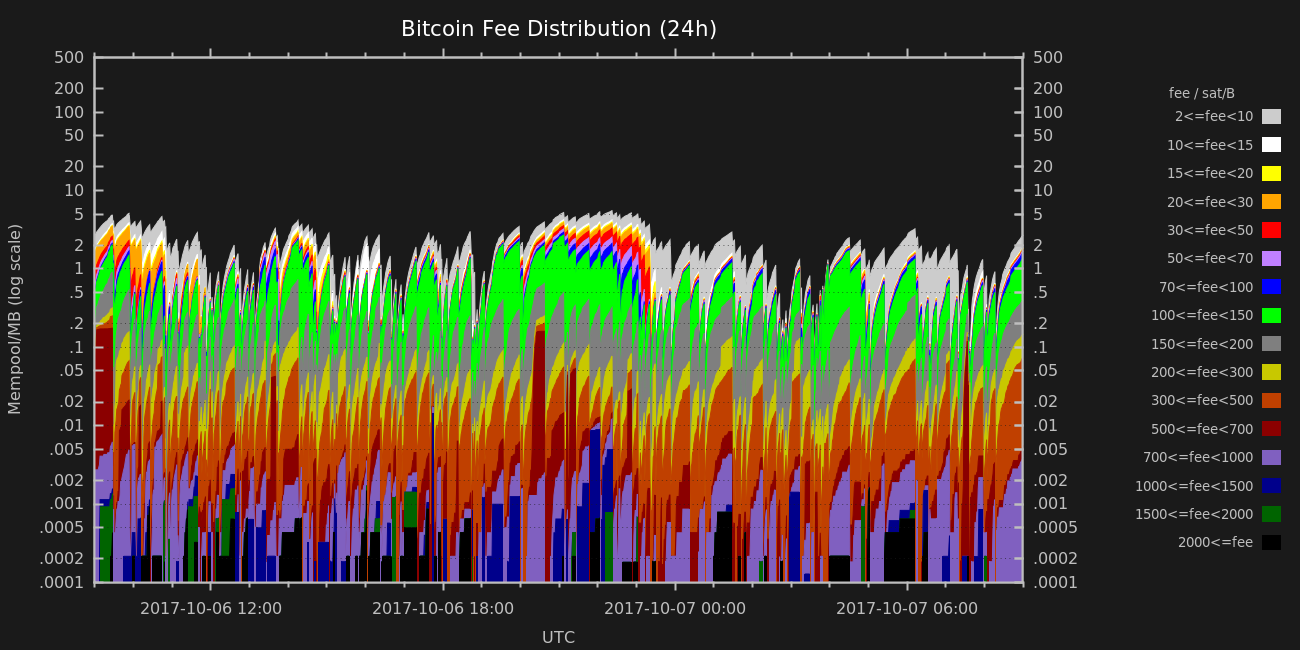 Bitcoin Fee Distribution (24h)
500 500
200 200
100 100
50 50
20 20
10 10
5 5
2 2
1 1
.5 .5
.2 .2
.1 .1
.05 .05
.02 .02
.01 .01
.005 .005
.002 .002
.001 .001
.0005 .0005
.0002 .0002
.0001 .0001
Mempool/MB (log scale)
2017-10-06 12:00 2017-10-06 18:00 2017-10-07 00:00 2017-10-07 06:00
UTC
fee / sat/B
2<=fee<10
10<=fee<15
15<=fee<20
20<=fee<30
30<=fee<50
50<=fee<70
70<=fee<100
100<=fee<150
150<=fee<200
200<=fee<300
300<=fee<500
500<=fee<700
700<=fee<1000
1000<=fee<1500
1500<=fee<2000
2000<=fee